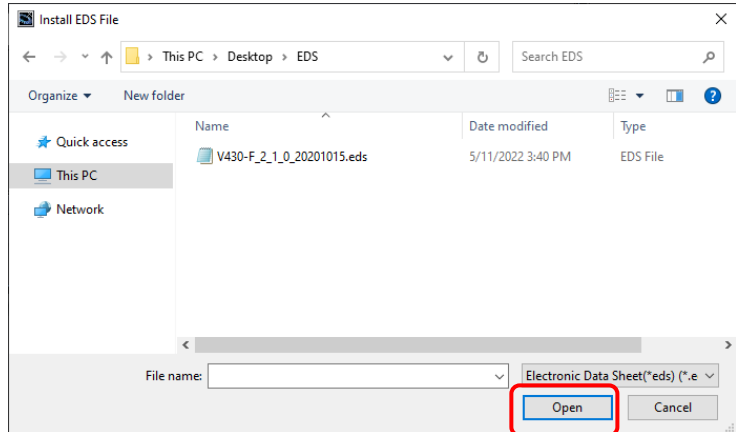 Install EDS File
This PC > Desktop > EDS
Search EDS
Organize
New folder
Name Date modified Type
Quick access
V430-F_2_1_0_20201015.eds 5/11/2022 3:40 PM EDS File
This PC
Network
File name:
Electronic Data Sheet(*eds) (*.e
Open Cancel